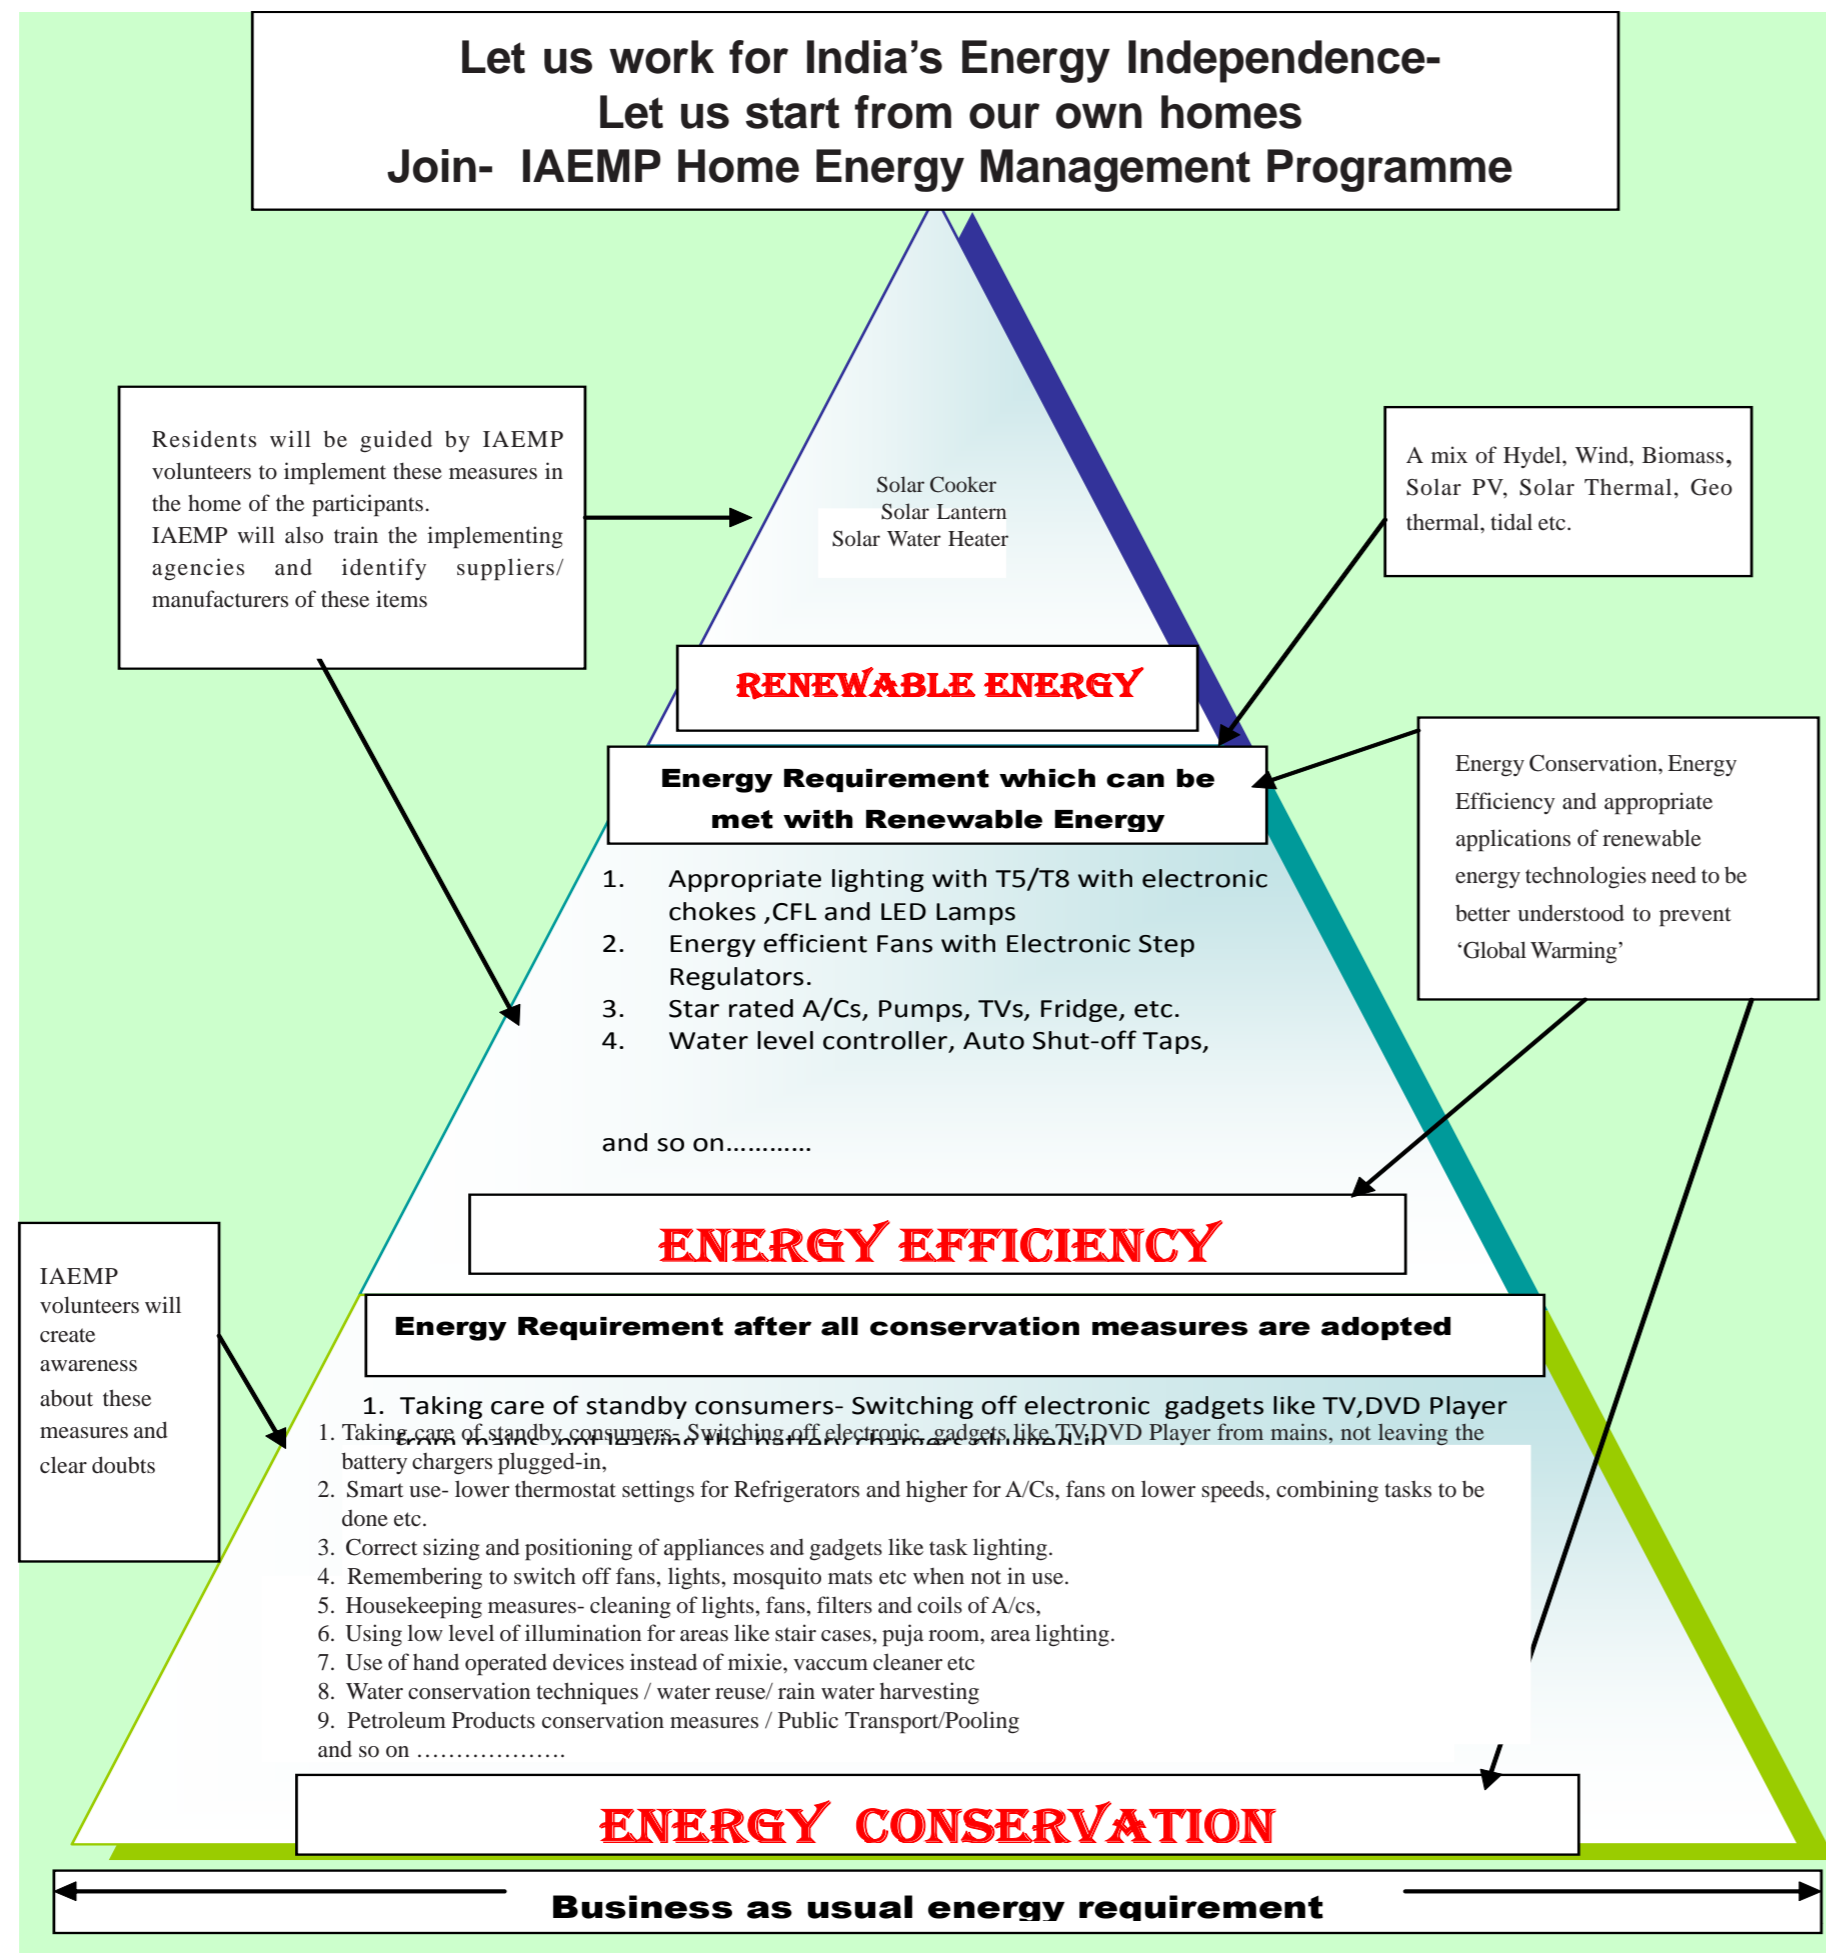 Let us work for India’s Energy Independence-
Let us start from our own homes
Join- IAEMP Home Energy Management Programme
Residents will be guided by IAEMP
volunteers to implement these measures in
the home of the participants.
IAEMP will also train the implementing
agencies and identify suppliers/
manufacturers of these items
Solar Cooker
Solar Lantern
Solar Water Heater
A mix of Hydel, Wind, Biomass,
Solar PV, Solar Thermal, Geo
thermal, tidal etc.
RENEWABLE ENERGY
Energy Requirement which can be
met with Renewable Energy
Energy Conservation, Energy
Efficiency and appropriate
applications of renewable
energy technologies need to be
better understood to prevent
‘Global Warming’
1. Appropriate lighting with T5/T8 with electronic
chokes ,CFL and LED Lamps
2. Energy efficient Fans with Electronic Step
Regulators.
3. Star rated A/Cs, Pumps, TVs, Fridge, etc.
4. Water level controller, Auto Shut-off Taps,
and so on............
ENERGY EFFICIENCY
Energy Requirement after all conservation measures are adopted
IAEMP
volunteers will
create
awareness
about these
measures and
clear doubts
1. Taking care of standby consumers- Switching off electronic gadgets like TV,DVD Player
from mains, not leaving the battery chargers plugged-in
1. Taking care of standby consumers- Switching off electronic gadgets like TV,DVD Player from mains, not leaving the
battery chargers plugged-in,
2. Smart use- lower thermostat settings for Refrigerators and higher for A/Cs, fans on lower speeds, combining tasks to be
done etc.
3. Correct sizing and positioning of appliances and gadgets like task lighting.
4. Remembering to switch off fans, lights, mosquito mats etc when not in use.
5. Housekeeping measures- cleaning of lights, fans, filters and coils of A/cs,
6. Using low level of illumination for areas like stair cases, puja room, area lighting.
7. Use of hand operated devices instead of mixie, vaccum cleaner etc
8. Water conservation techniques / water reuse/ rain water harvesting
9. Petroleum Products conservation measures / Public Transport/Pooling
and so on ……………….
ENERGY CONSERVATION
Business as usual energy requirement